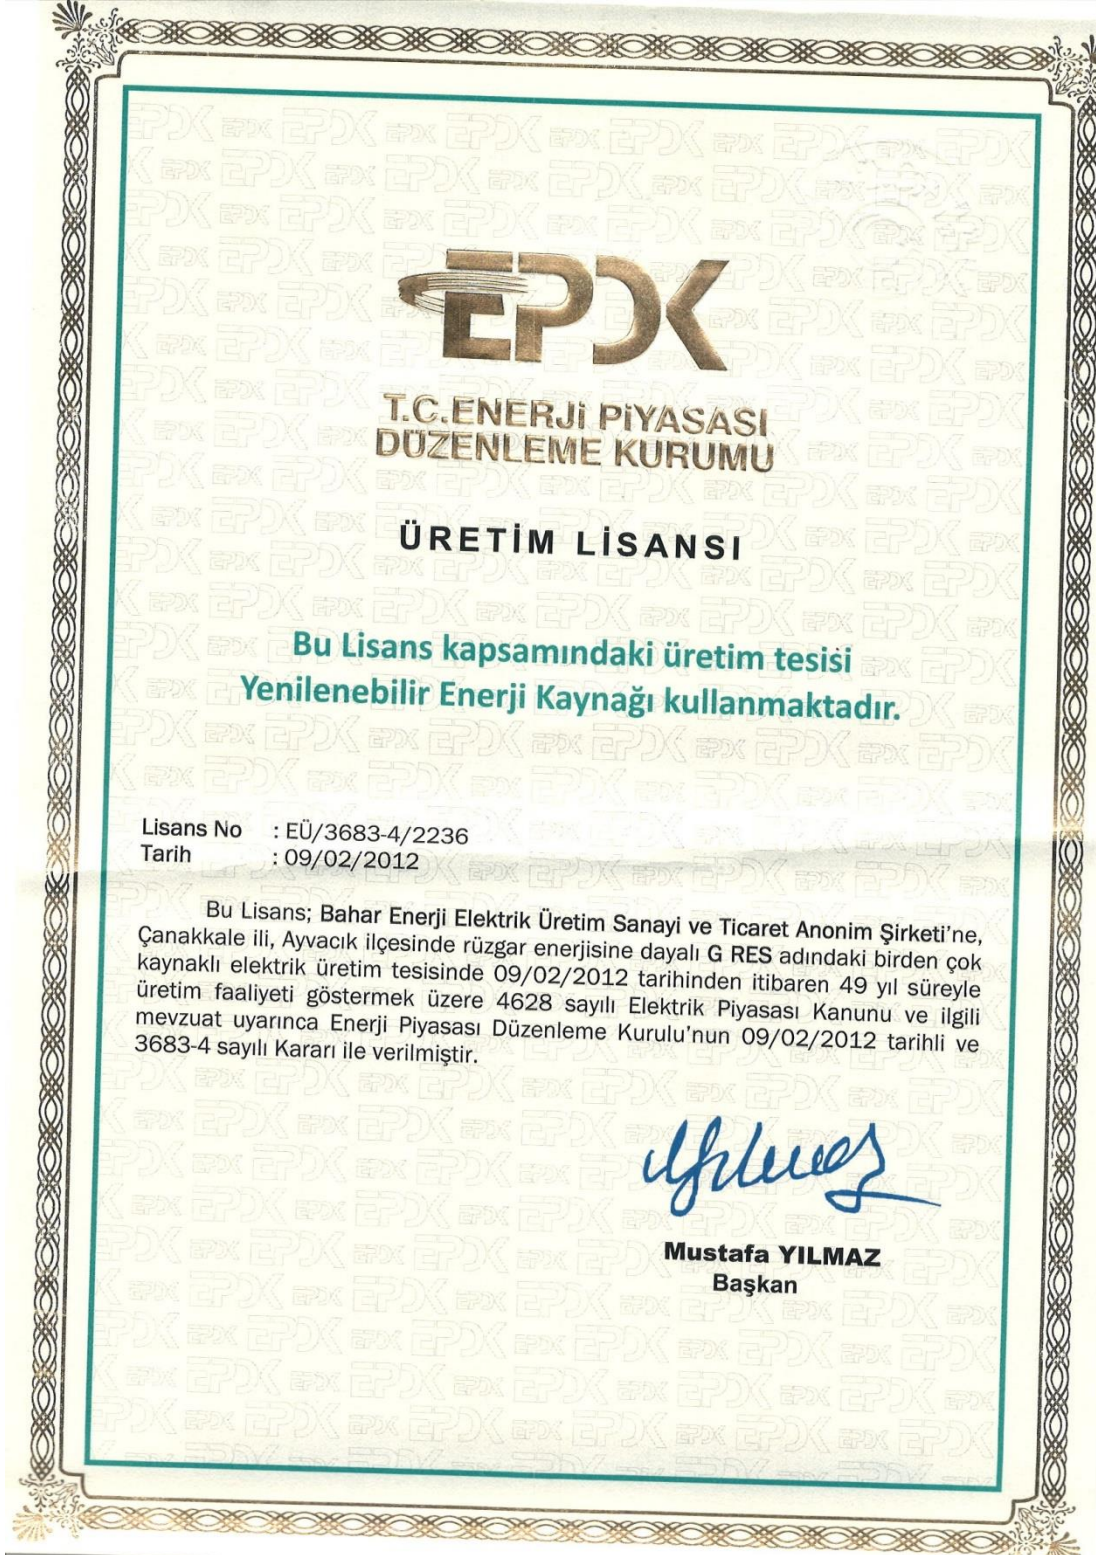 EPDK
T.C.ENERJİ PİYASASI
DÜZENLEME KURUMU
ÜRETİM LİSANSI
Bu Lisans kapsamındaki üretim tesisi
Yenilenebilir Enerji Kaynağı kullanmaktadır.
Lisans No : EÜ/3683-4/2236
Tarih : 09/02/2012
Bu Lisans; Bahar Enerji Elektrik Üretim Sanayi ve Ticaret Anonim Şirketi'ne,
Çanakkale ili, Ayvacık ilçesinde rüzgar enerjisine dayalı G RES adındaki birden çok
kaynaklı elektrik üretim tesisinde 09/02/2012 tarihinden itibaren 49 yıl süreyle
üretim faaliyeti göstermek üzere 4628 sayılı Elektrik Piyasası Kanunu ve ilgili
mevzuat uyarınca Enerji Piyasası Düzenleme Kurulu'nun 09/02/2012 tarihli ve
3683-4 sayılı Kararı ile verilmiştir.
Mustafa YILMAZ
Başkan